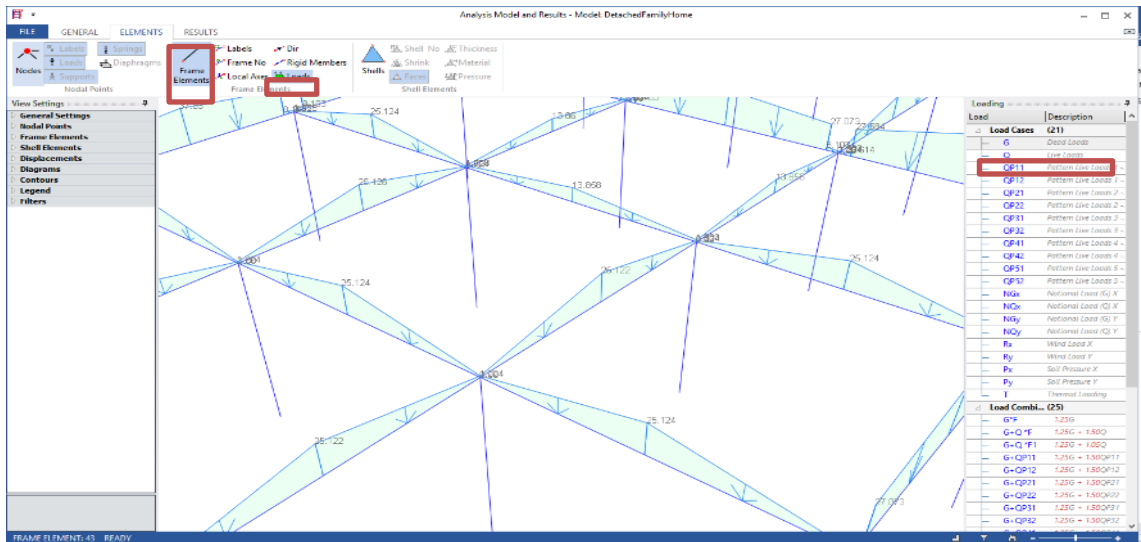 Analysis Model and Results - Model: DetachedFamilyHome
FILE GENERAL ELEMENTS RESULTS
Nodes
Labels Springs
Loads Diaphragms
Supports
Nodal Points
Frame Elements
Labels Dir
Frame No Rigid Members
Local Axes Loads
Frame Elements
Shells
Shell No Thickness
Shrink Material
Faces Pressure
Shell Elements
View Settings
General Settings
Nodal Points
Frame Elements
Shell Elements
Displacements
Diagrams
Contours
Legend
Filters
25.124
27.073
13.858
25.124
25.122
25.124
25.124
25.122
27.073
Loading
Load Description
Load Cases (21)
G Dead Loads
Q Live Loads
QP11 Pattern Live Loads 1 -
QP12 Pattern Live Loads 1 -
QP21 Pattern Live Loads 2 -
QP22 Pattern Live Loads 2 -
QP31 Pattern Live Loads 3 -
QP32 Pattern Live Loads 3 -
QP41 Pattern Live Loads 4 -
QP42 Pattern Live Loads 4 -
QP51 Pattern Live Loads 5 -
QP52 Pattern Live Loads 5 -
NGx Notional Load (G) X
NQx Notional Load (Q) X
NGy Notional Load (G) Y
NQy Notional Load (Q) Y
Rx Wind Load X
Ry Wind Load Y
Px Soil Pressure X
Py Soil Pressure Y
T Thermal Loading
Load Combi... (25)
G*F 1.25G
G+Q*F 1.25G + 1.50Q
G+Q*F1 1.25G + 1.05Q
G+QP11 1.25G + 1.50QP11
G+QP12 1.25G + 1.50QP12
G+QP21 1.25G + 1.50QP21
G+QP22 1.25G + 1.50QP22
G+QP31 1.25G + 1.50QP31
G+QP32 1.25G + 1.50QP32
FRAME ELEMENT: 43 READY